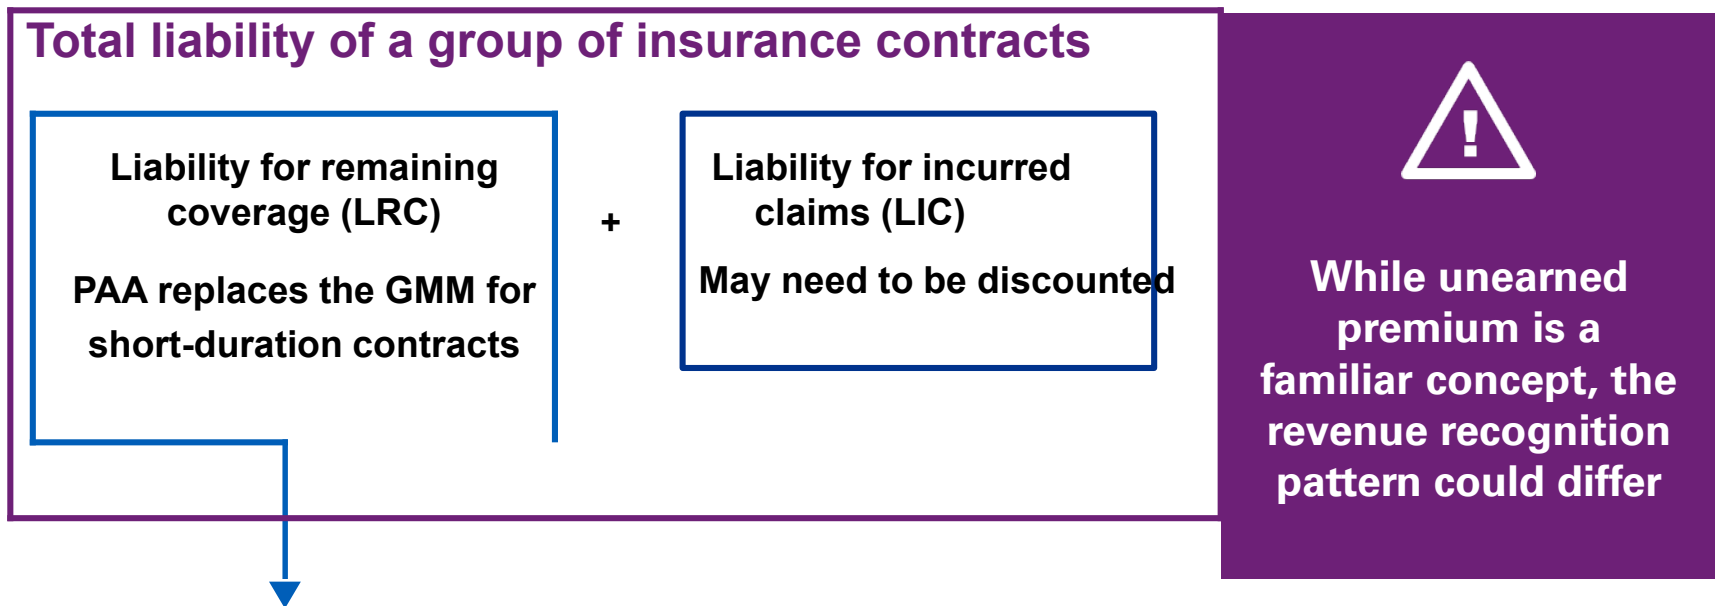 Total liability of a group of insurance contracts
Liability for remaining
coverage (LRC)
PAA replaces the GMM for
short-duration contracts
+
Liability for incurred
claims (LIC)
May need to be discounted
!
While unearned
premium is a
familiar concept, the
revenue recognition
pattern could differ